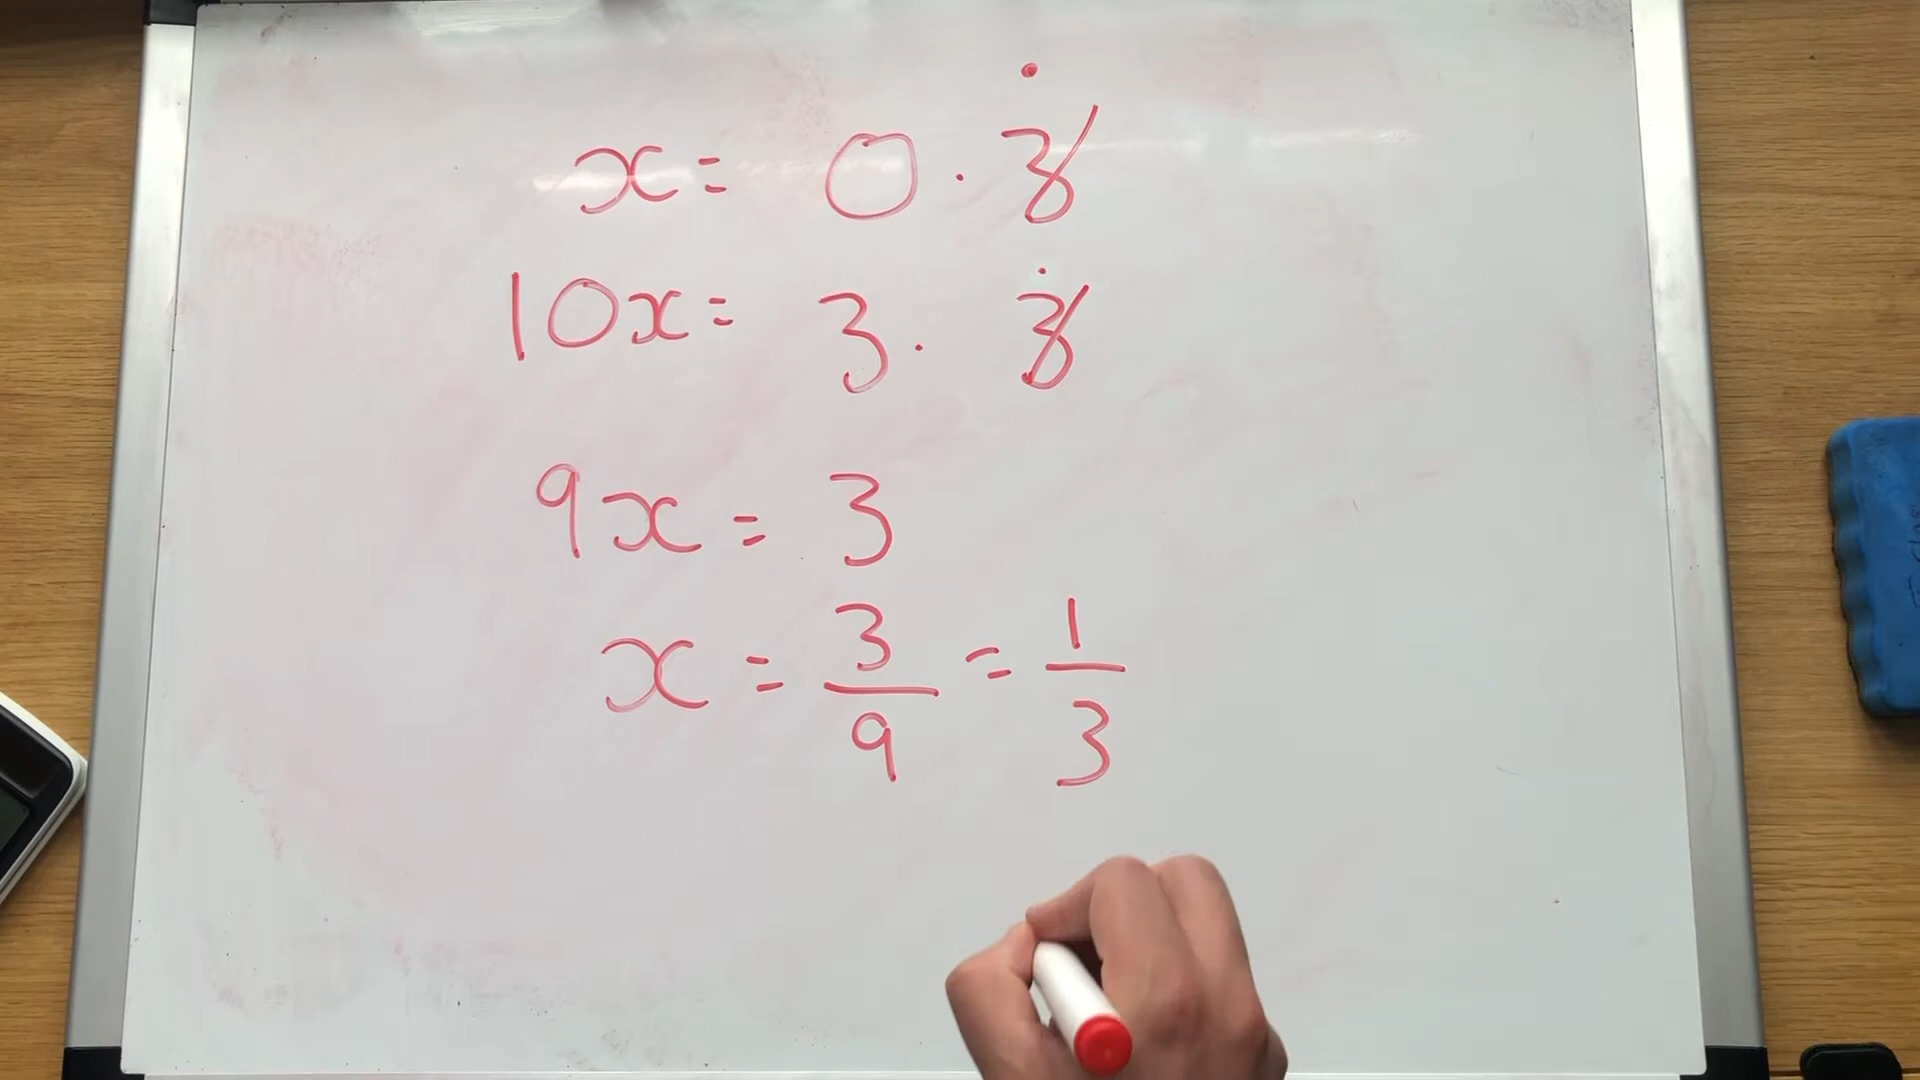 x = 0.3̇
10x = 3.3̇
9x = 3
x = 3/9 = 1/3